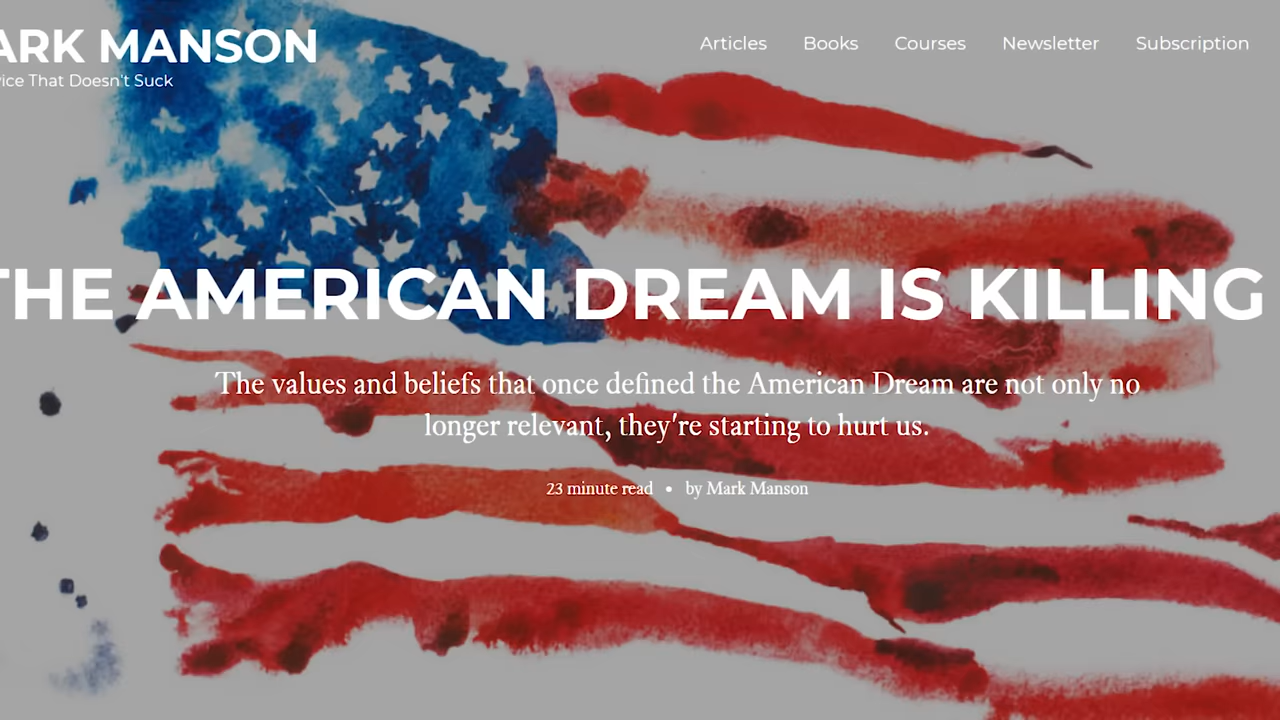 ARK MANSON
Articles Books Courses Newsletter Subscription
ice That Doesn't Suck
THE AMERICAN DREAM IS KILLING
The values and beliefs that once defined the American Dream are not only no
longer relevant, they're starting to hurt us.
23 minute read • by Mark Manson